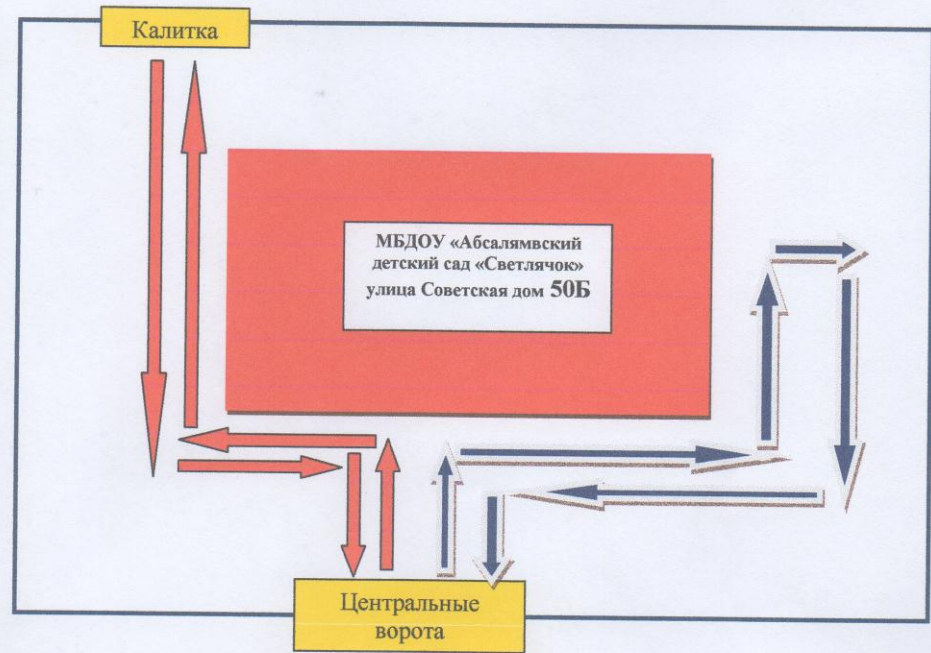 Калитка
МБДОУ «Абсалямвский
детский сад «Светлячок»
улица Советская дом 50Б
Центральные
ворота